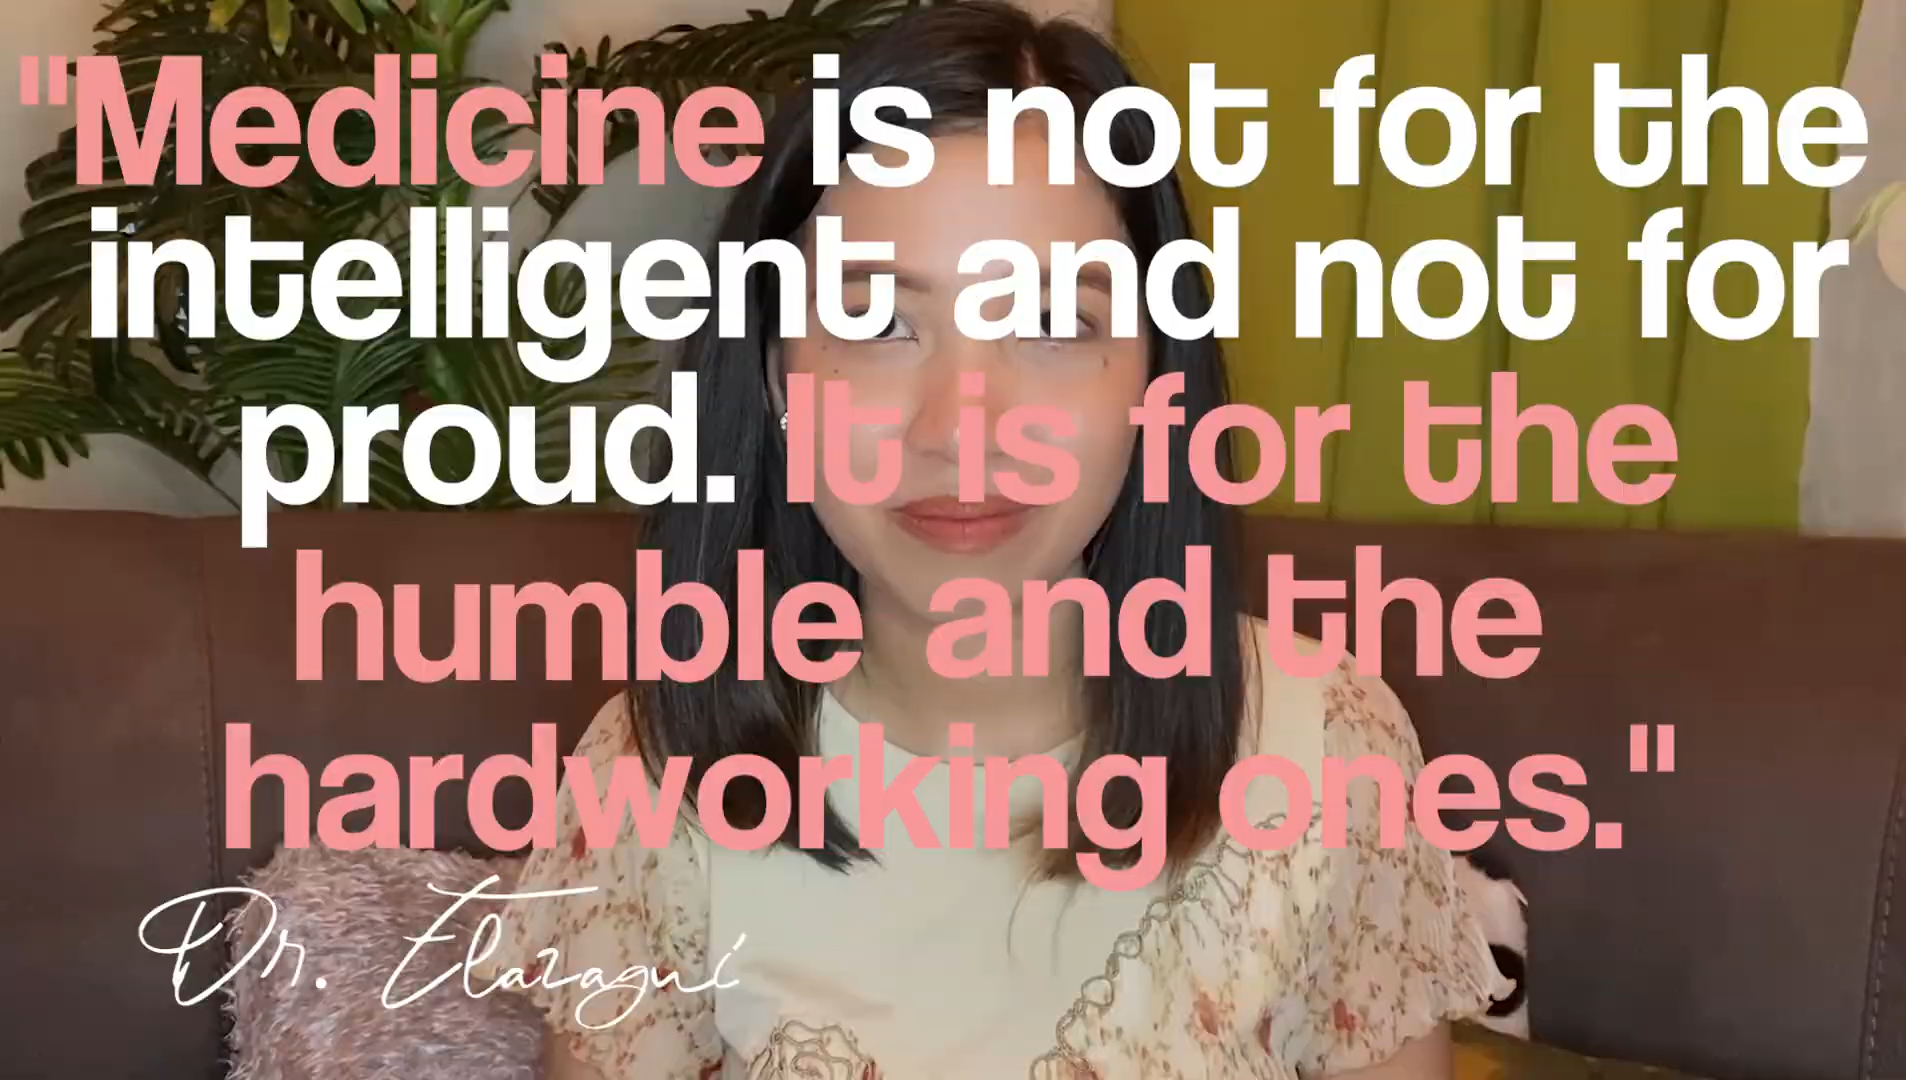 "Medicine is not for the
intelligent and not for
proud. It is for the
humble and the
hardworking ones."
Dr. Elazagui